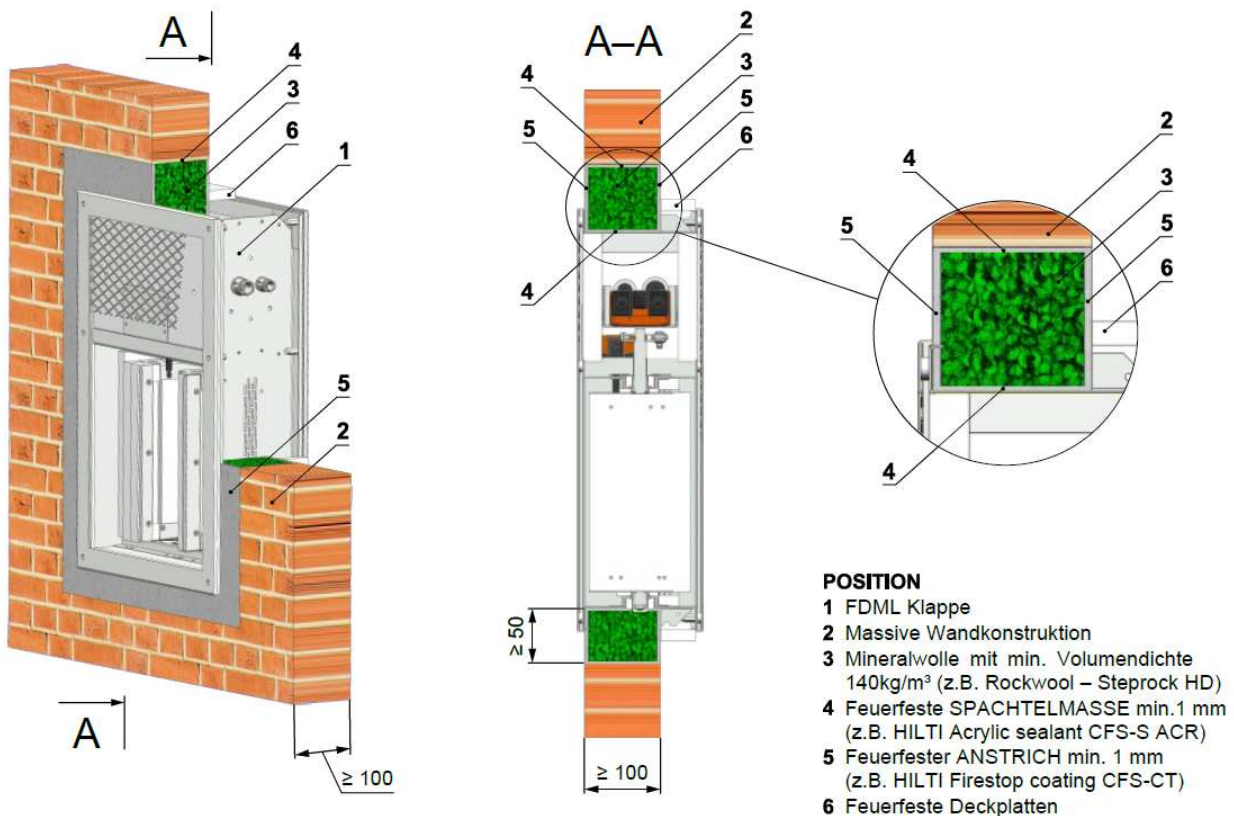 A
4
3
6
1
5
2
A
≥ 100
A–A
2
3
4
5
5
6
4
≥ 50
≥ 100
2
4
3
5
5
6
4
POSITION
1 FDML Klappe
2 Massive Wandkonstruktion
3 Mineralwolle mit min. Volumendichte
140kg/m³ (z.B. Rockwool – Steprock HD)
4 Feuerfeste SPACHTELMASSE min.1 mm
(z.B. HILTI Acrylic sealant CFS-S ACR)
5 Feuerfester ANSTRICH min. 1 mm
(z.B. HILTI Firestop coating CFS-CT)
6 Feuerfeste Deckplatten